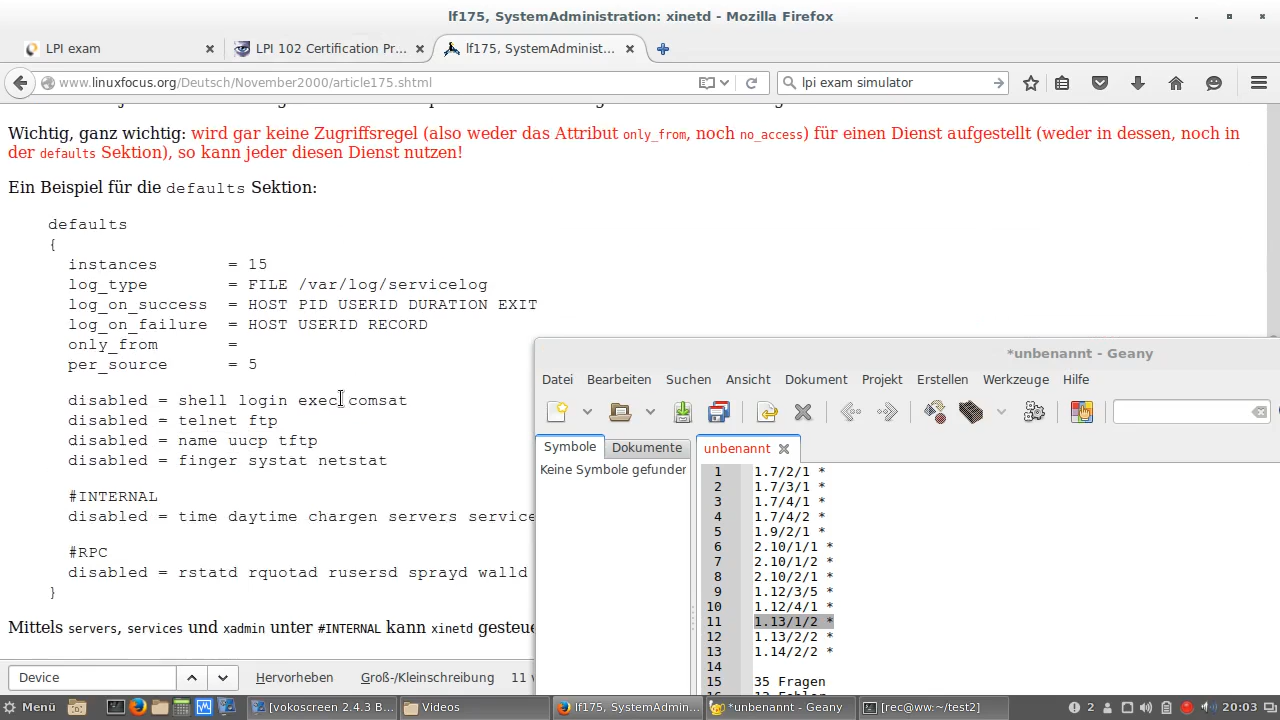 lf175, SystemAdministration: xinetd - Mozilla Firefox
LPI exam
LPI 102 Certification Pr...
lf175, SystemAdminist...
www.linuxfocus.org/Deutsch/November2000/article175.shtml
lpi exam simulator
Wichtig, ganz wichtig: wird gar keine Zugriffsregel (also weder das Attribut only_from, noch no_access) für einen Dienst aufgestellt (weder in dessen, noch in
der defaults Sektion), so kann jeder diesen Dienst nutzen!
Ein Beispiel für die defaults Sektion:
defaults
{
instances = 15
log_type = FILE /var/log/servicelog
log_on_success = HOST PID USERID DURATION EXIT
log_on_failure = HOST USERID RECORD
only_from =
per_source = 5
disabled = shell login exec comsat
disabled = telnet ftp
disabled = name uucp tftp
disabled = finger systat netstat
#INTERNAL
disabled = time daytime chargen servers service
#RPC
disabled = rstatd rquotad rusersd sprayd walld
}
Mittels servers, services und xadmin unter #INTERNAL kann xinetd gesteue
Device
Hervorheben
Groß-/Kleinschreibung
11 v
*unbenannt - Geany
Datei Bearbeiten Suchen Ansicht Dokument Projekt Erstellen Werkzeuge Hilfe
Symbole Dokumente
unbenannt
Keine Symbole gefunden
1 1.7/2/1 *
2 1.7/3/1 *
3 1.7/4/1 *
4 1.7/4/2 *
5 1.9/2/1 *
6 2.10/1/1 *
7 2.10/1/2 *
8 2.10/2/1 *
9 1.12/3/5 *
10 1.12/4/1 *
11 1.13/1/2 *
12 1.13/2/2 *
13 1.14/2/2 *
14
15 35 Fragen
Menü
[vokoscreen 2.4.3 B...
Videos
lf175, SystemAdmin...
*unbenannt - Geany
[rec@ww:~/test2]
2
20:03